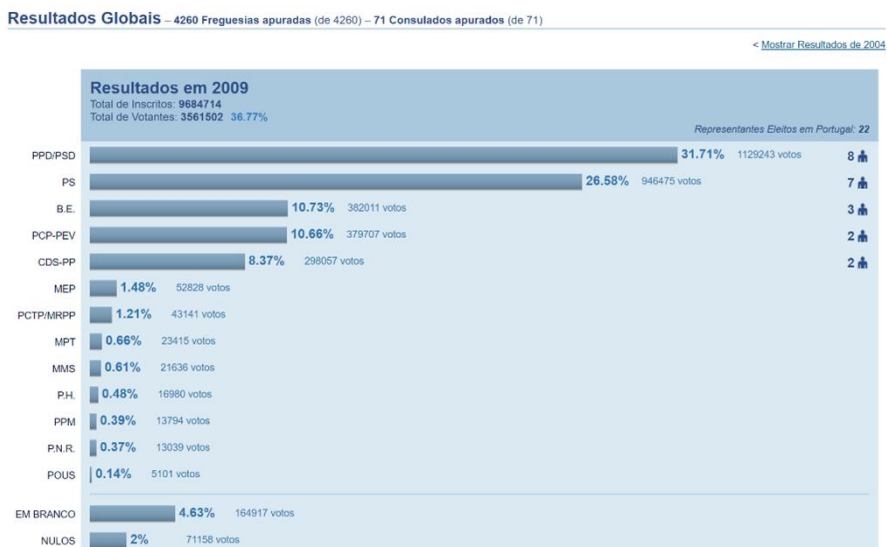 Resultados Globais – 4260 Freguesias apuradas (de 4260) – 71 Consulados apurados (de 71)
< Mostrar Resultados de 2004
Resultados em 2009
Total de Inscritos: 9684714
Total de Votantes: 3561502 36.77%
Representantes Eleitos em Portugal: 22
PPD/PSD 31.71% 1129243 votos 8
PS 26.58% 946475 votos 7
B.E. 10.73% 382011 votos 3
PCP-PEV 10.66% 379707 votos 2
CDS-PP 8.37% 298057 votos 2
MEP 1.48% 52828 votos
PCTP/MRPP 1.21% 43141 votos
MPT 0.66% 23415 votos
MMS 0.61% 21636 votos
P.H. 0.48% 16980 votos
PPM 0.39% 13794 votos
P.N.R. 0.37% 13039 votos
POUS 0.14% 5101 votos
EM BRANCO 4.63% 164917 votos
NULOS 2% 71158 votos